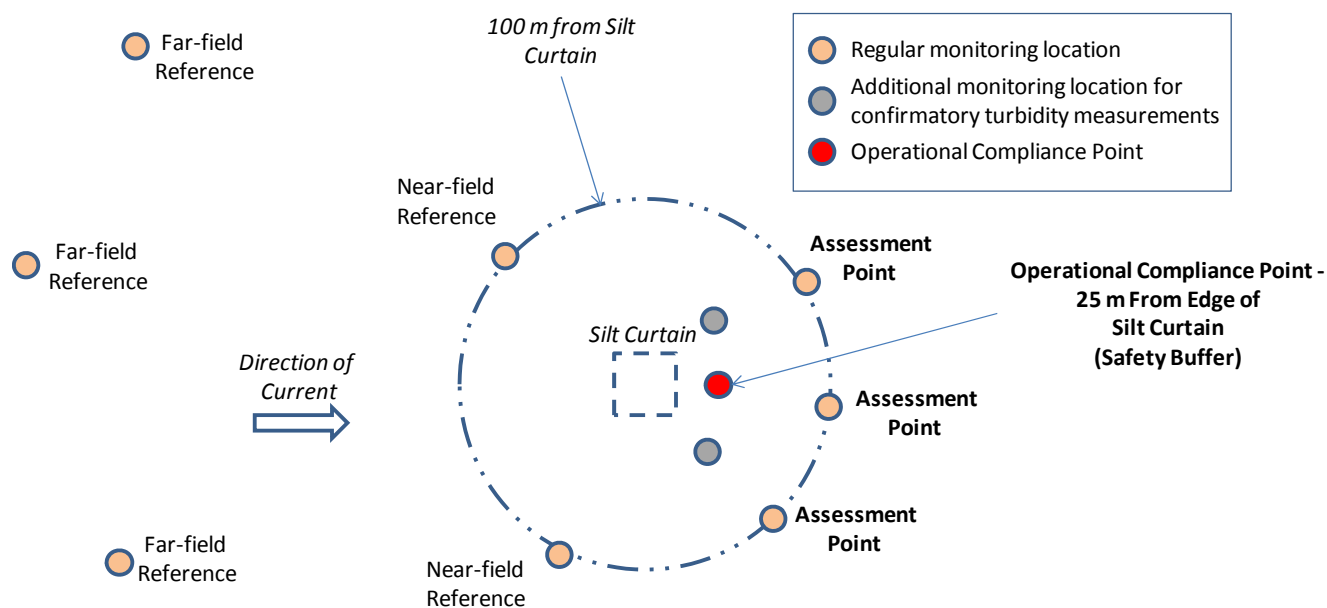 Far-field
Reference
100 m from Silt
Curtain
Regular monitoring location
Additional monitoring location for
confirmatory turbidity measurements
Operational Compliance Point
Near-field
Reference
Far-field
Reference
Assessment
Point
Operational Compliance Point -
25 m From Edge of
Silt Curtain
(Safety Buffer)
Silt Curtain
Direction of
Current
Assessment
Point
Assessment
Point
Far-field
Reference
Near-field
Reference